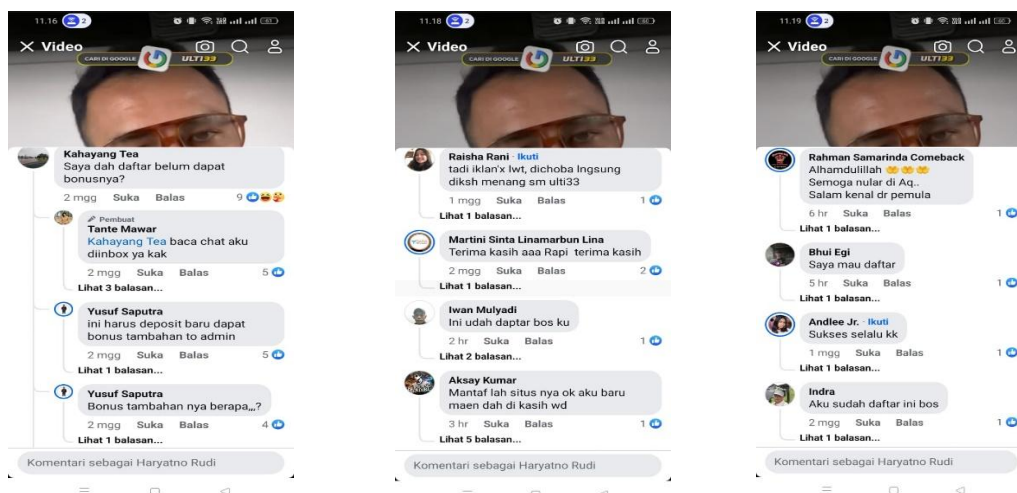 11.16
2
Video
CARI DI GOOGLE
ULTI33
Kahayang Tea
Saya dah daftar belum dapat
bonusnya?
2 mgg Suka Balas 9
Pembuat
Tante Mawar
Kahayang Tea baca chat aku
diinbox ya kak
2 mgg Suka Balas 5
Lihat 3 balasan...
Yusuf Saputra
ini harus deposit baru dapat
bonus tambahan to admin
2 mgg Suka Balas 5
Lihat 1 balasan...
Yusuf Saputra
Bonus tambahan nya berapa,,,?
2 mgg Suka Balas 4
Lihat 1 balasan...
Komentari sebagai Haryatno Rudi
11.18
2
Video
CARI DI GOOGLE
ULTI33
Raisha Rani · Ikuti
tadi iklan'x lwt, dichoba lngsung
diksh menang sm ulti33
1 mgg Suka Balas 1
Lihat 1 balasan...
Martini Sinta Linamarbun Lina
Terima kasih aaa Rapi terima kasih
2 mgg Suka Balas 2
Lihat 1 balasan...
Iwan Mulyadi
Ini udah daptar bos ku
2 hr Suka Balas 1
Lihat 2 balasan...
Aksay Kumar
Mantaf lah situs nya ok aku baru
maen dah di kasih wd
3 hr Suka Balas 1
Lihat 5 balasan...
Komentari sebagai Haryatno Rudi
11.19
2
Video
CARI DI GOOGLE
ULTI33
Rahman Samarinda Comeback
Alhamdulillah 🤲🤲🤲
Semoga nular di Aq..
Salam kenal dr pemula
6 hr Suka Balas 1
Lihat 1 balasan...
Bhui Egi
Saya mau daftar
5 hr Suka Balas 1
Lihat 1 balasan...
Andlee Jr. · Ikuti
Sukses selalu kk
1 mgg Suka Balas 1
Lihat 1 balasan...
Indra
Aku sudah daftar ini bos
2 mgg Suka Balas 1
Lihat 1 balasan...
Komentari sebagai Haryatno Rudi